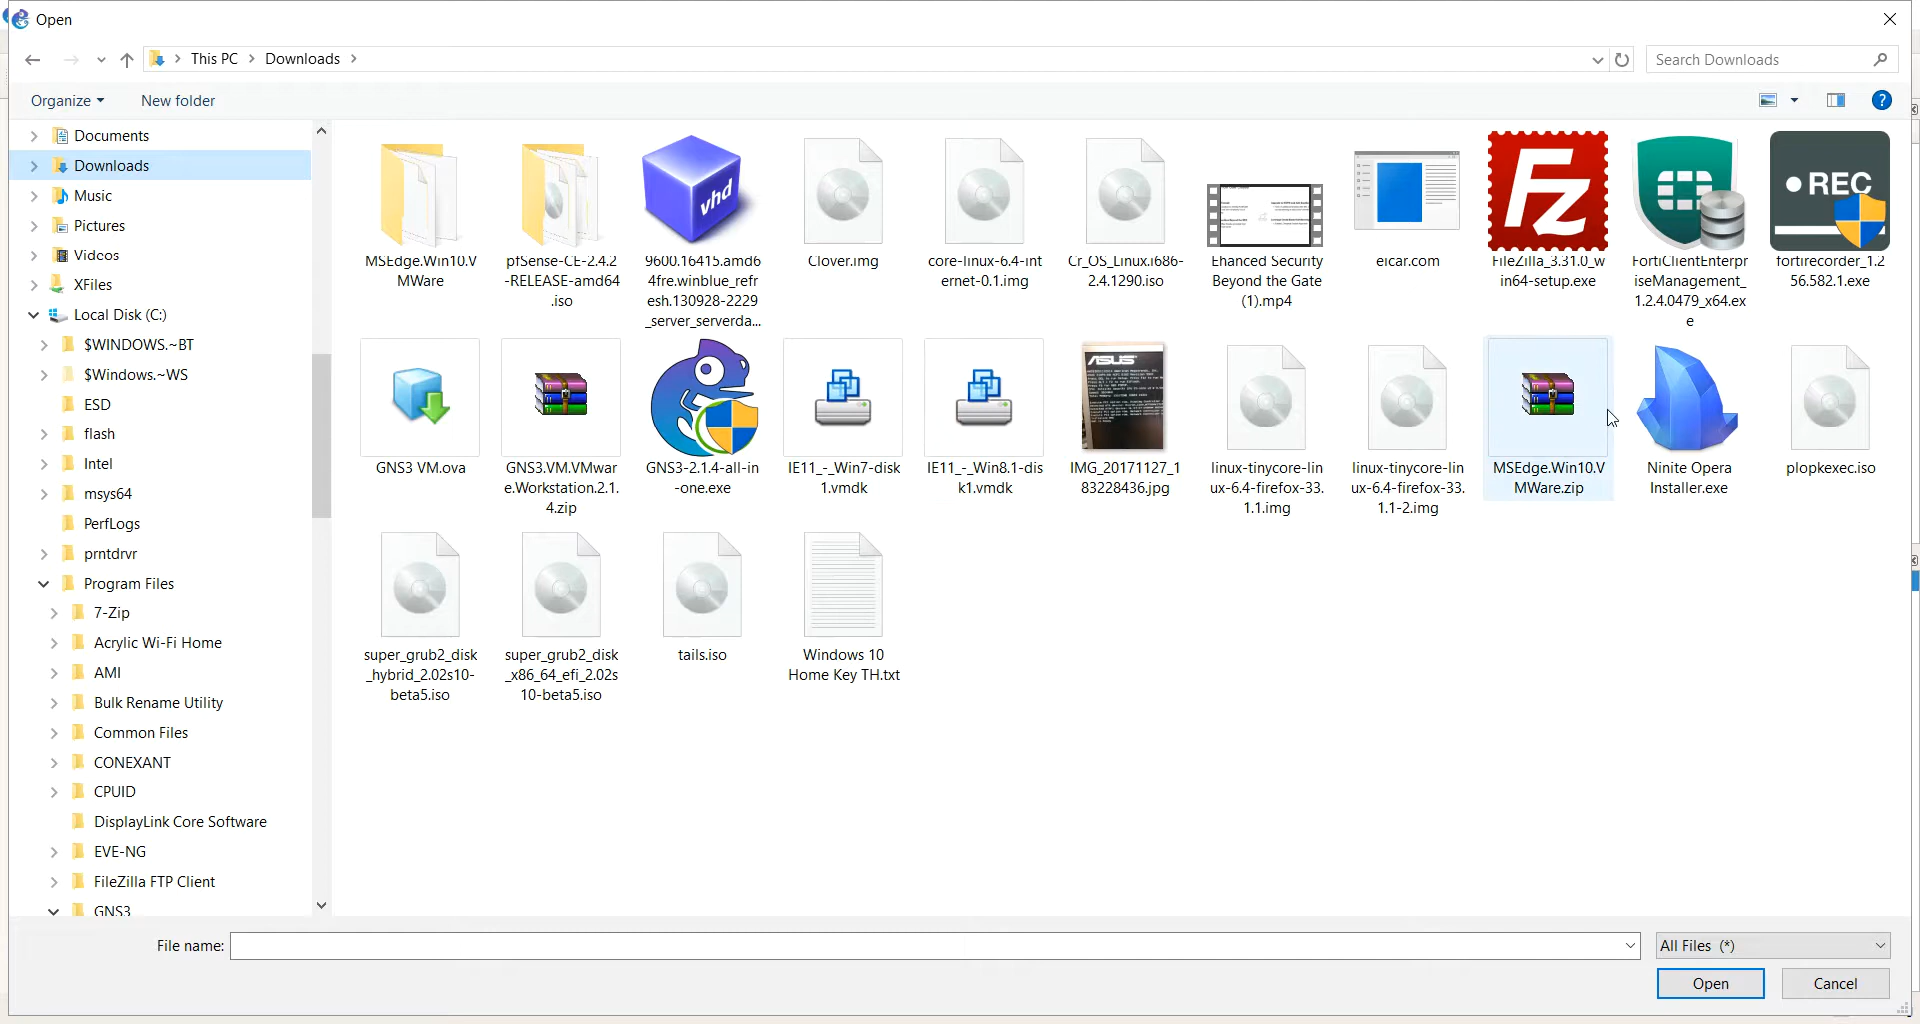 Open
This PC > Downloads >
Search Downloads
Organize
New folder
Documents
Downloads
Music
Pictures
Videos
XFiles
Local Disk (C:)
$WINDOWS.~BT
$Windows.~WS
ESD
flash
Intel
msys64
PerfLogs
prntdrvr
Program Files
7-Zip
Acrylic Wi-Fi Home
AMI
Bulk Rename Utility
Common Files
CONEXANT
CPUID
DisplayLink Core Software
EVE-NG
FileZilla FTP Client
GNS3
MSEdge.Win10.V
MWare
pfSense-CE-2.4.2
-RELEASE-amd64
.iso
vhd
9600.16415.amd6
4fre.winblue_refr
esh.130928-2229
_server_serverda...
Clover.img
core-linux-6.4-int
ernet-0.1.img
Cr_OS_Linux.i686-
2.4.1290.iso
Ehanced Security
Beyond the Gate
(1).mp4
eicar.com
Fz
FileZilla_3.31.0_w
in64-setup.exe
FortiClientEnterpr
iseManagement_
1.2.4.0479_x64.ex
e
REC
fortirecorder_1.2
56.582.1.exe
GNS3 VM.ova
GNS3.VM.VMwar
e.Workstation.2.1.
4.zip
GNS3-2.1.4-all-in
-one.exe
IE11_-_Win7-disk
1.vmdk
IE11_-_Win8.1-dis
k1.vmdk
ASUS
IMG_20171127_1
83228436.jpg
linux-tinycore-lin
ux-6.4-firefox-33.
1.1.img
linux-tinycore-lin
ux-6.4-firefox-33.
1.1-2.img
MSEdge.Win10.V
MWare.zip
Ninite Opera
Installer.exe
plopkexec.iso
super_grub2_disk
_hybrid_2.02s10-
beta5.iso
super_grub2_disk
_x86_64_efi_2.02s
10-beta5.iso
tails.iso
Windows 10
Home Key TH.txt
File name:
All Files (*)
Open
Cancel